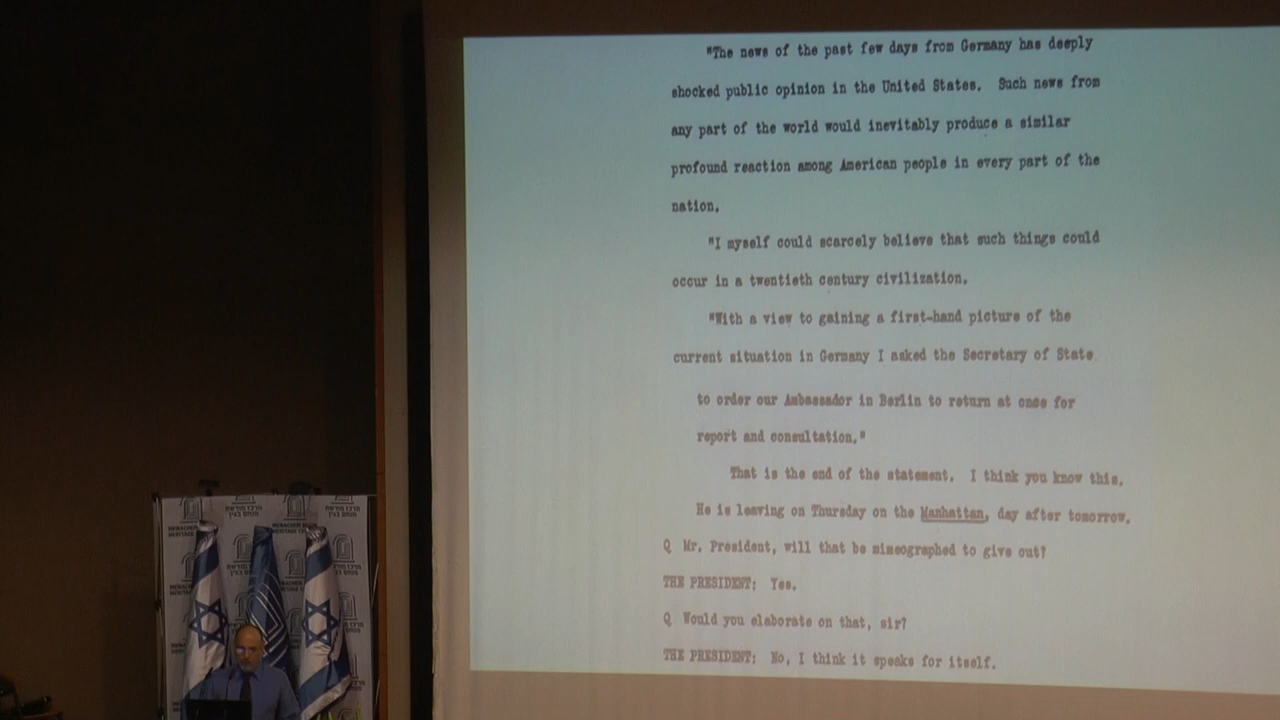 "The news of the past few days from Germany has deeply
shocked public opinion in the United States. Such news from
any part of the world would inevitably produce a similar
profound reaction among American people in every part of the
nation.
"I myself could scarcely believe that such things could
occur in a twentieth century civilization.
"With a view to gaining a first-hand picture of the
current situation in Germany I asked the Secretary of State
to order our Ambassador in Berlin to return at once for
report and consultation."
That is the end of the statement. I think you know this.
He is leaving on Thursday on the Manhattan, day after tomorrow.
Q Mr. President, will that be mimeographed to give out?
THE PRESIDENT: Yes.
Q Would you elaborate on that, sir?
THE PRESIDENT: No, I think it speaks for itself.
מרכז מורשת
מנחם בגין